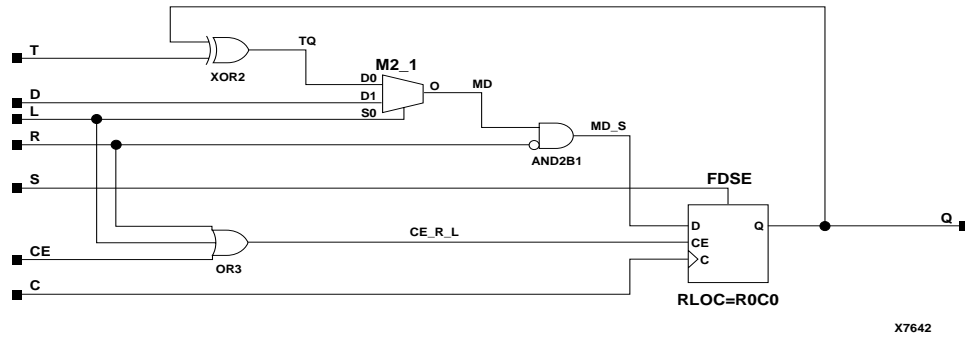 T
TQ
XOR2
M2_1
D0
O
MD
D
D1
L
S0
R
MD_S
AND2B1
S
FDSE
D
Q
Q
CE_R_L
CE
CE
OR3
C
C
RLOC=R0C0
X7642